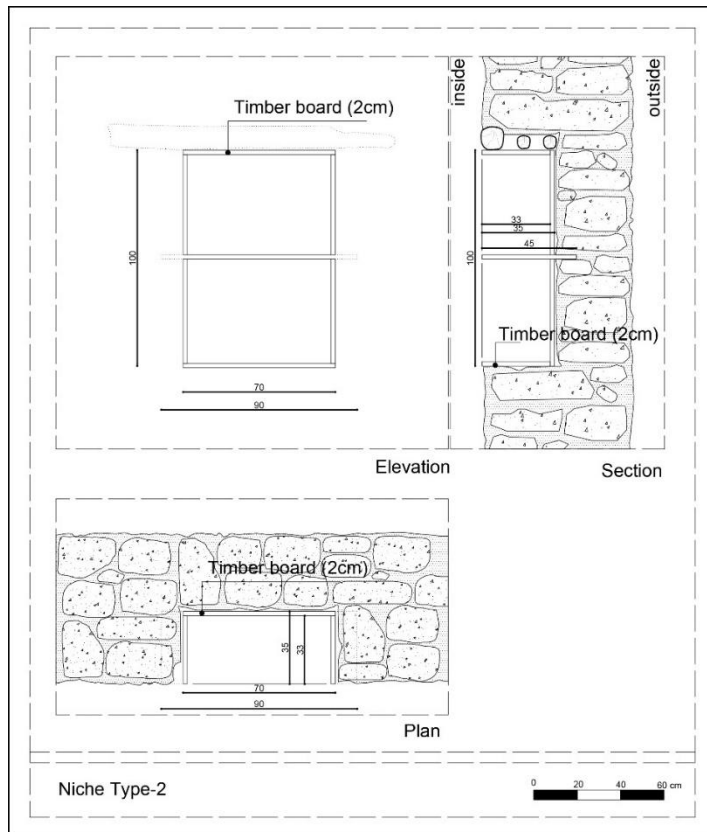 Timber board (2cm)
100
70
90
Elevation
inside
outside
33
35
45
100
Timber board (2cm)
Section
Timber board (2cm)
35
33
70
90
Plan
Niche Type-2
0 20 40 60 cm